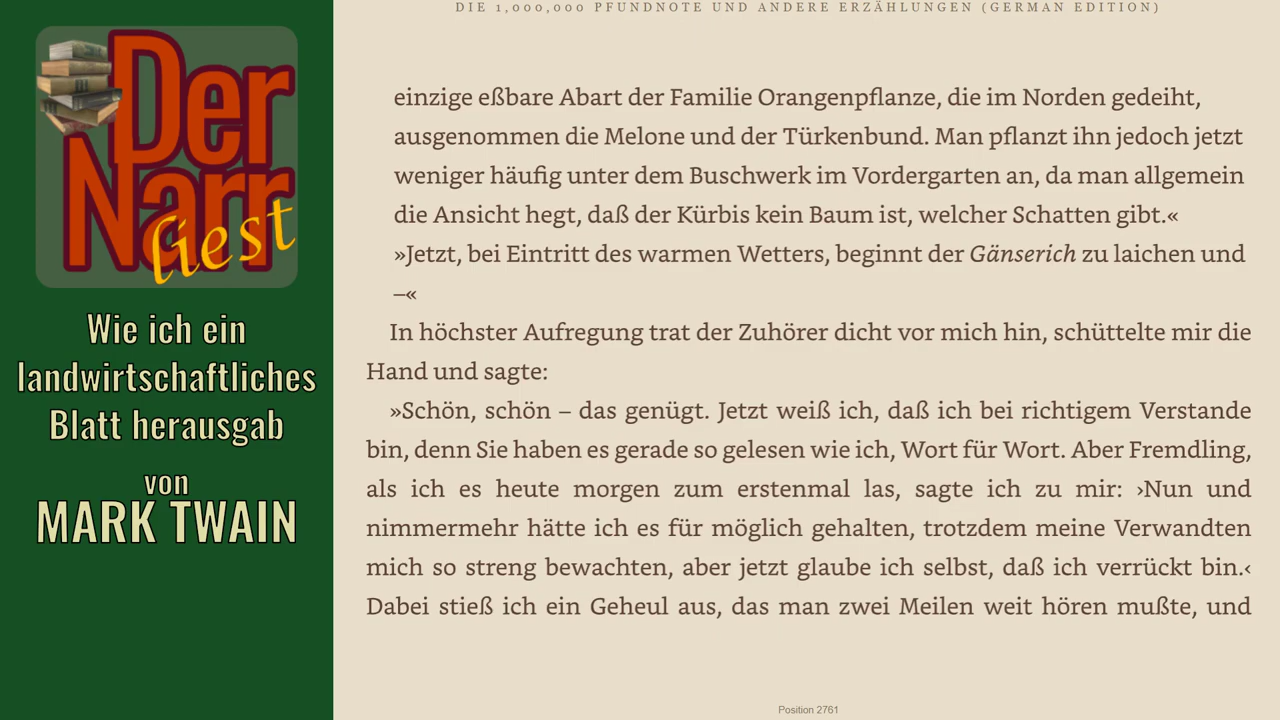 Der
Narr
liest
Wie ich ein
landwirtschaftliches
Blatt herausgab
von
MARK TWAIN
DIE 1,000,000 PFUNDNOTE UND ANDERE ERZÄHLUNGEN (GERMAN EDITION)
einzige eßbare Abart der Familie Orangenpflanze, die im Norden gedeiht,
ausgenommen die Melone und der Türkenbund. Man pflanzt ihn jedoch jetzt
weniger häufig unter dem Buschwerk im Vordergarten an, da man allgemein
die Ansicht hegt, daß der Kürbis kein Baum ist, welcher Schatten gibt.«
»Jetzt, bei Eintritt des warmen Wetters, beginnt der Gänserich zu laichen und
–«
In höchster Aufregung trat der Zuhörer dicht vor mich hin, schüttelte mir die
Hand und sagte:
»Schön, schön – das genügt. Jetzt weiß ich, daß ich bei richtigem Verstande
bin, denn Sie haben es gerade so gelesen wie ich, Wort für Wort. Aber Fremdling,
als ich es heute morgen zum erstenmal las, sagte ich zu mir: ›Nun und
nimmermehr hätte ich es für möglich gehalten, trotzdem meine Verwandten
mich so streng bewachten, aber jetzt glaube ich selbst, daß ich verrückt bin.‹
Dabei stieß ich ein Geheul aus, das man zwei Meilen weit hören mußte, und
Position 2761